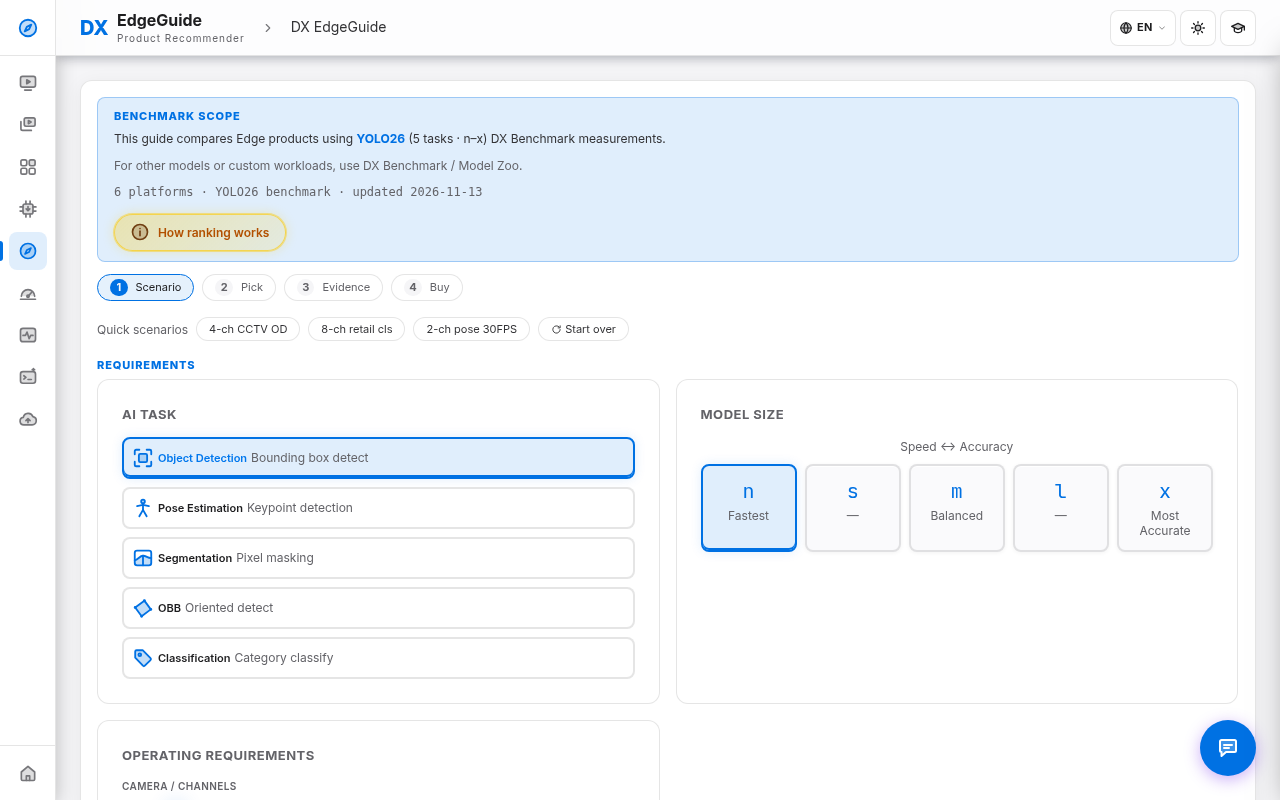 DX EdgeGuide
Product Recommender
DX EdgeGuide
EN
BENCHMARK SCOPE
This guide compares Edge products using YOLO26 (5 tasks · n–x) DX Benchmark measurements.
For other models or custom workloads, use DX Benchmark / Model Zoo.
6 platforms · YOLO26 benchmark · updated 2026-11-13
How ranking works
1 Scenario
2 Pick
3 Evidence
4 Buy
Quick scenarios
4-ch CCTV OD
8-ch retail cls
2-ch pose 30FPS
Start over
REQUIREMENTS
AI TASK
Object Detection Bounding box detect
Pose Estimation Keypoint detection
Segmentation Pixel masking
OBB Oriented detect
Classification Category classify
MODEL SIZE
Speed ↔ Accuracy
n
Fastest
s
—
m
Balanced
l
—
x
Most
Accurate
OPERATING REQUIREMENTS
CAMERA / CHANNELS